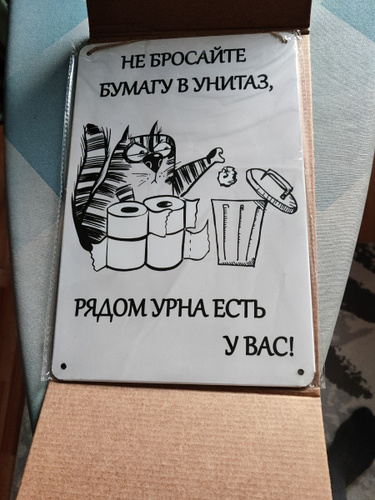 НЕ БРОСАЙТЕ
БУМАГУ В УНИТАЗ,
РЯДОМ УРНА ЕСТЬ
У ВАС!